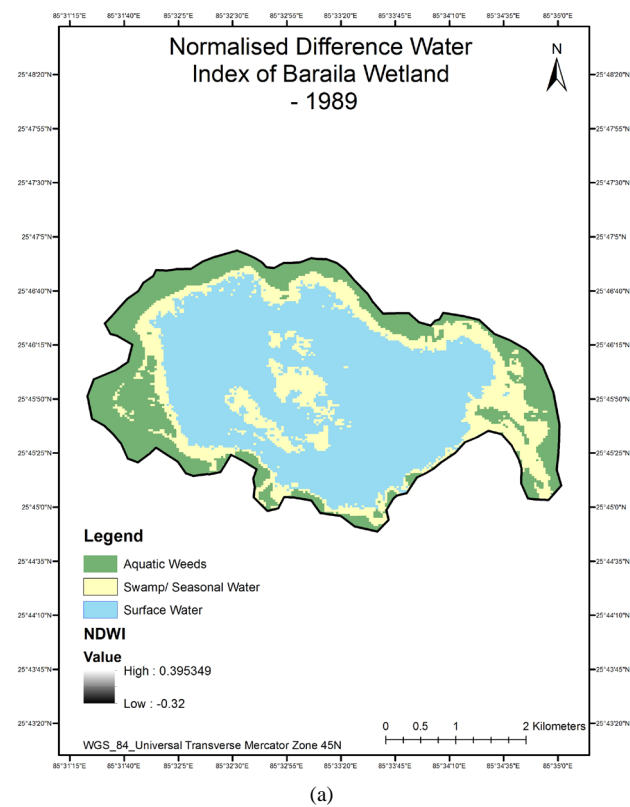 85°31'15"E 85°31'40"E 85°32'5"E 85°32'30"E 85°32'55"E 85°33'20"E 85°33'45"E 85°34'10"E 85°34'35"E 85°35'0"E
Normalised Difference Water
Index of Baraila Wetland
- 1989
N
25°48'20"N 25°48'20"N
25°47'55"N 25°47'55"N
25°47'30"N 25°47'30"N
25°47'5"N 25°47'5"N
25°46'40"N 25°46'40"N
25°46'15"N 25°46'15"N
25°45'50"N 25°45'50"N
25°45'25"N 25°45'25"N
25°45'0"N 25°45'0"N
Legend
25°44'35"N 25°44'35"N
Aquatic Weeds
Swamp/ Seasonal Water
Surface Water
25°44'10"N 25°44'10"N
NDWI
Value
25°43'45"N 25°43'45"N
High : 0.395349
Low : -0.32
25°43'20"N 25°43'20"N
0 0.5 1 2 Kilometers
WGS_84_Universal Transverse Mercator Zone 45N
85°31'15"E 85°31'40"E 85°32'5"E 85°32'30"E 85°32'55"E 85°33'20"E 85°33'45"E 85°34'10"E 85°34'35"E 85°35'0"E
(a)